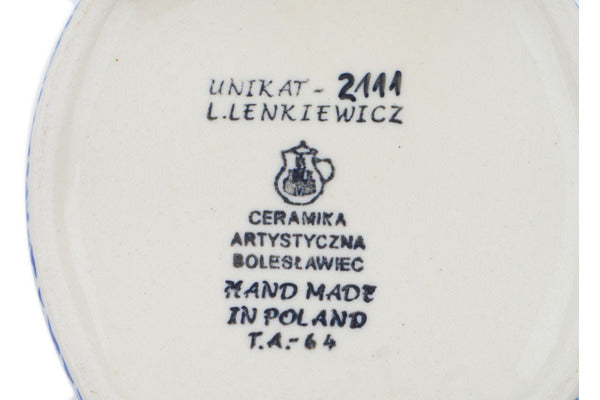 UNIKAT - 2111
L.LENKIEWICZ
CERAMIKA
ARTYSTYCZNA
BOLESŁAWIEC
HAND MADE
IN POLAND
T.A.-64